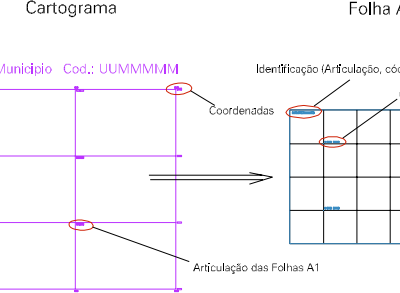 Cartograma
Folha A
Município Cod.: UUMMMMM
Identificação (Articulação, cód
Coordenadas
Articulação das Folhas A1